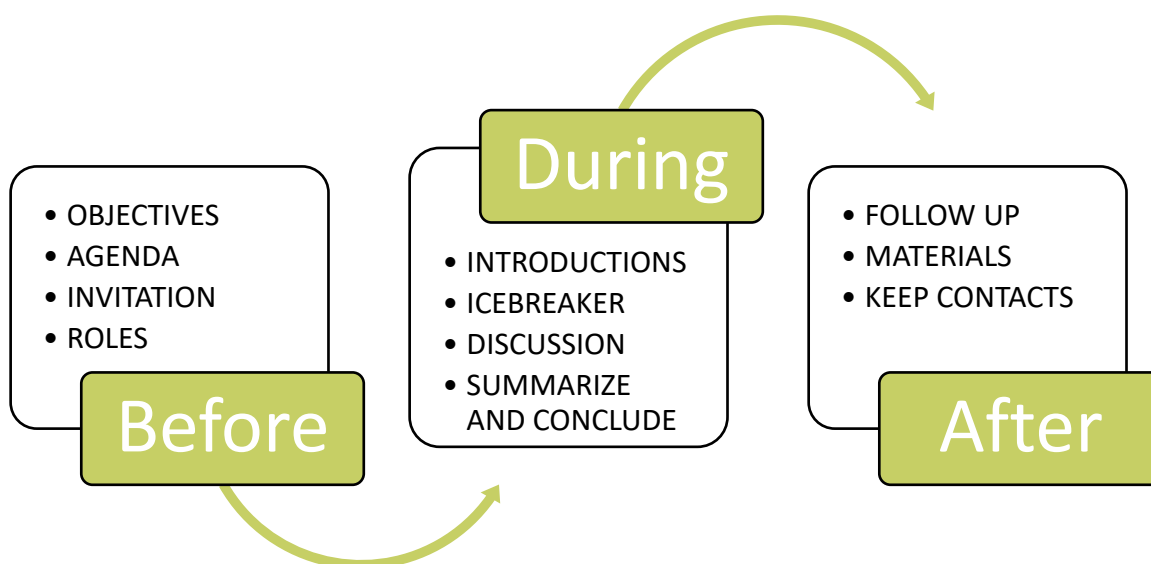 • OBJECTIVES
• AGENDA
• INVITATION
• ROLES
Before
During
• INTRODUCTIONS
• ICEBREAKER
• DISCUSSION
• SUMMARIZE
AND CONCLUDE
• FOLLOW UP
• MATERIALS
• KEEP CONTACTS
After